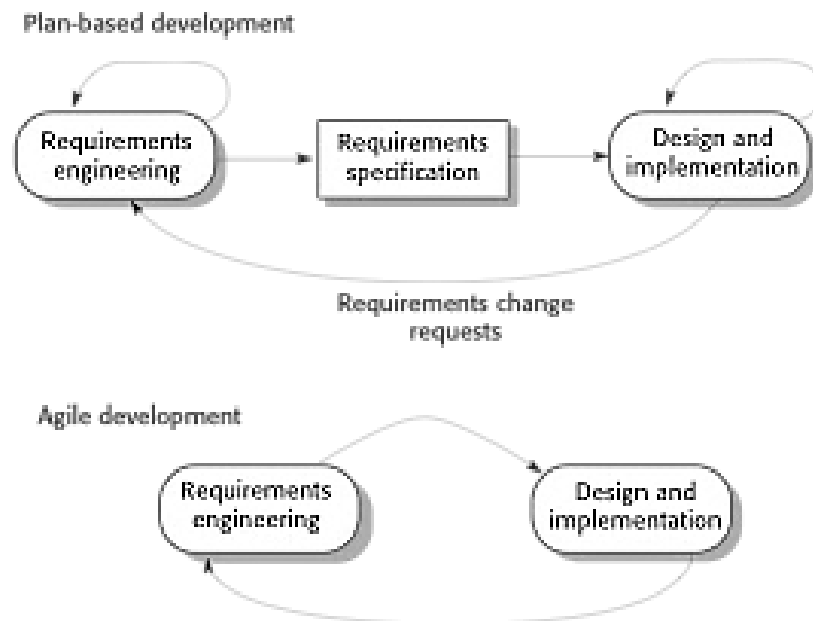 Plan-based development
Requirements
engineering
Requirements
specification
Design and
implementation
Requirements change
requests
Agile development
Requirements
engineering
Design and
implementation